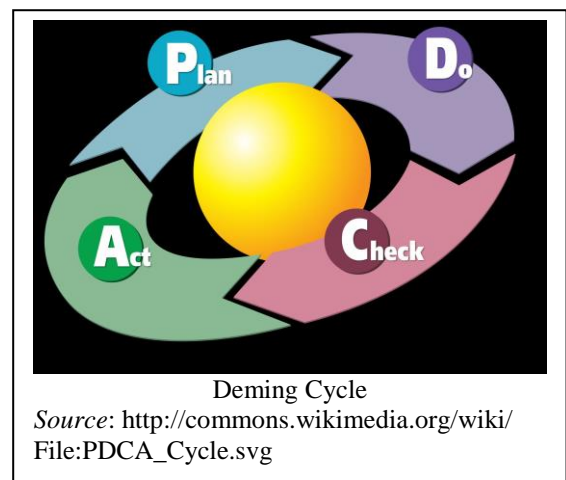 Plan
Do
Act
Check
Deming Cycle
Source: http://commons.wikimedia.org/wiki/
File:PDCA_Cycle.svg